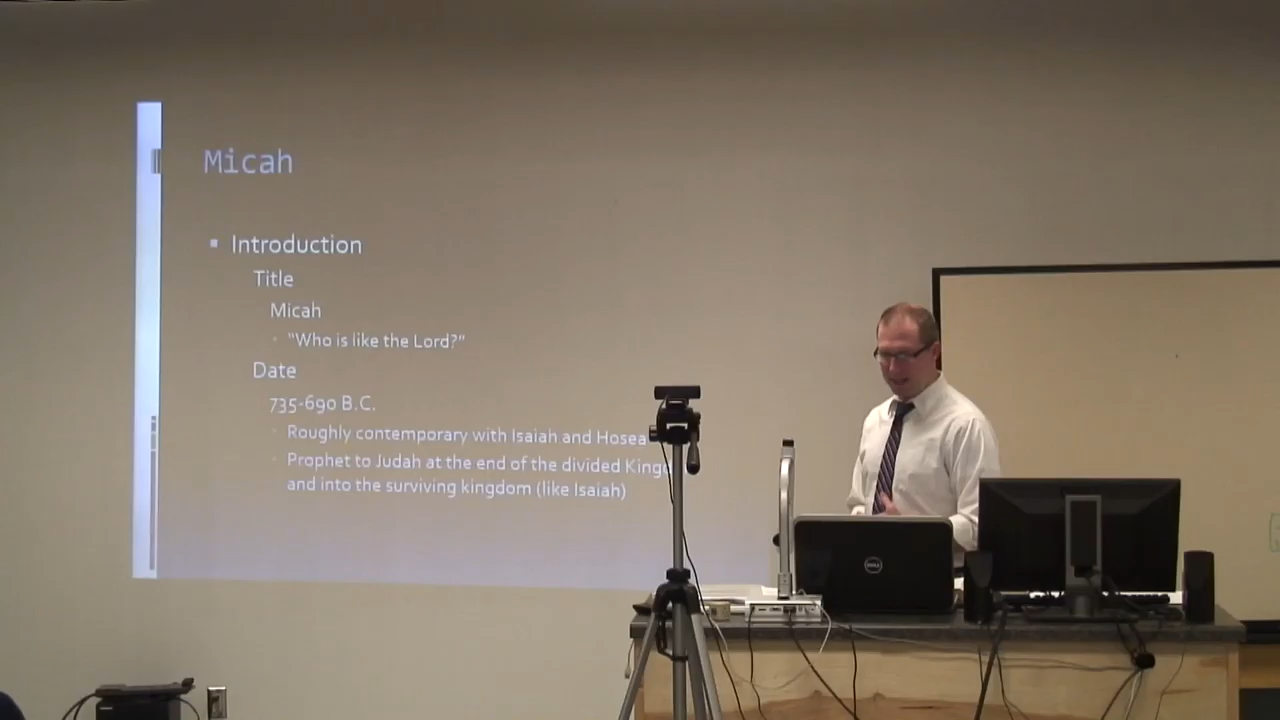 Micah
Introduction
Title
Micah
"Who is like the Lord?"
Date
735-690 B.C.
Roughly contemporary with Isaiah and Hosea
Prophet to Judah at the end of the divided
and into the surviving kingdom (like Isaiah)
DELL